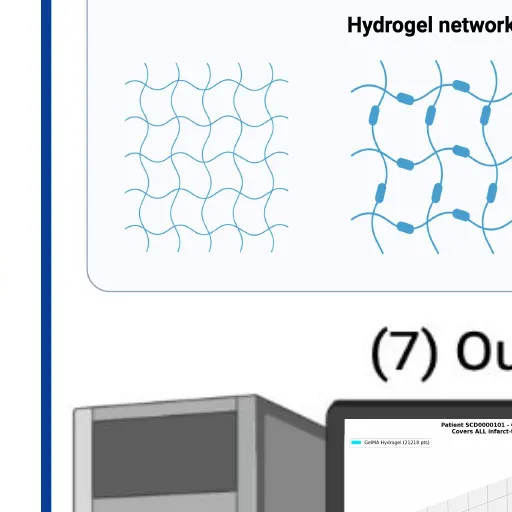 Hydrogel network
(7) Ou
Patient SCD0000101 -
Covers ALL infarct-
GelMA Hydrogel (21218 pts)